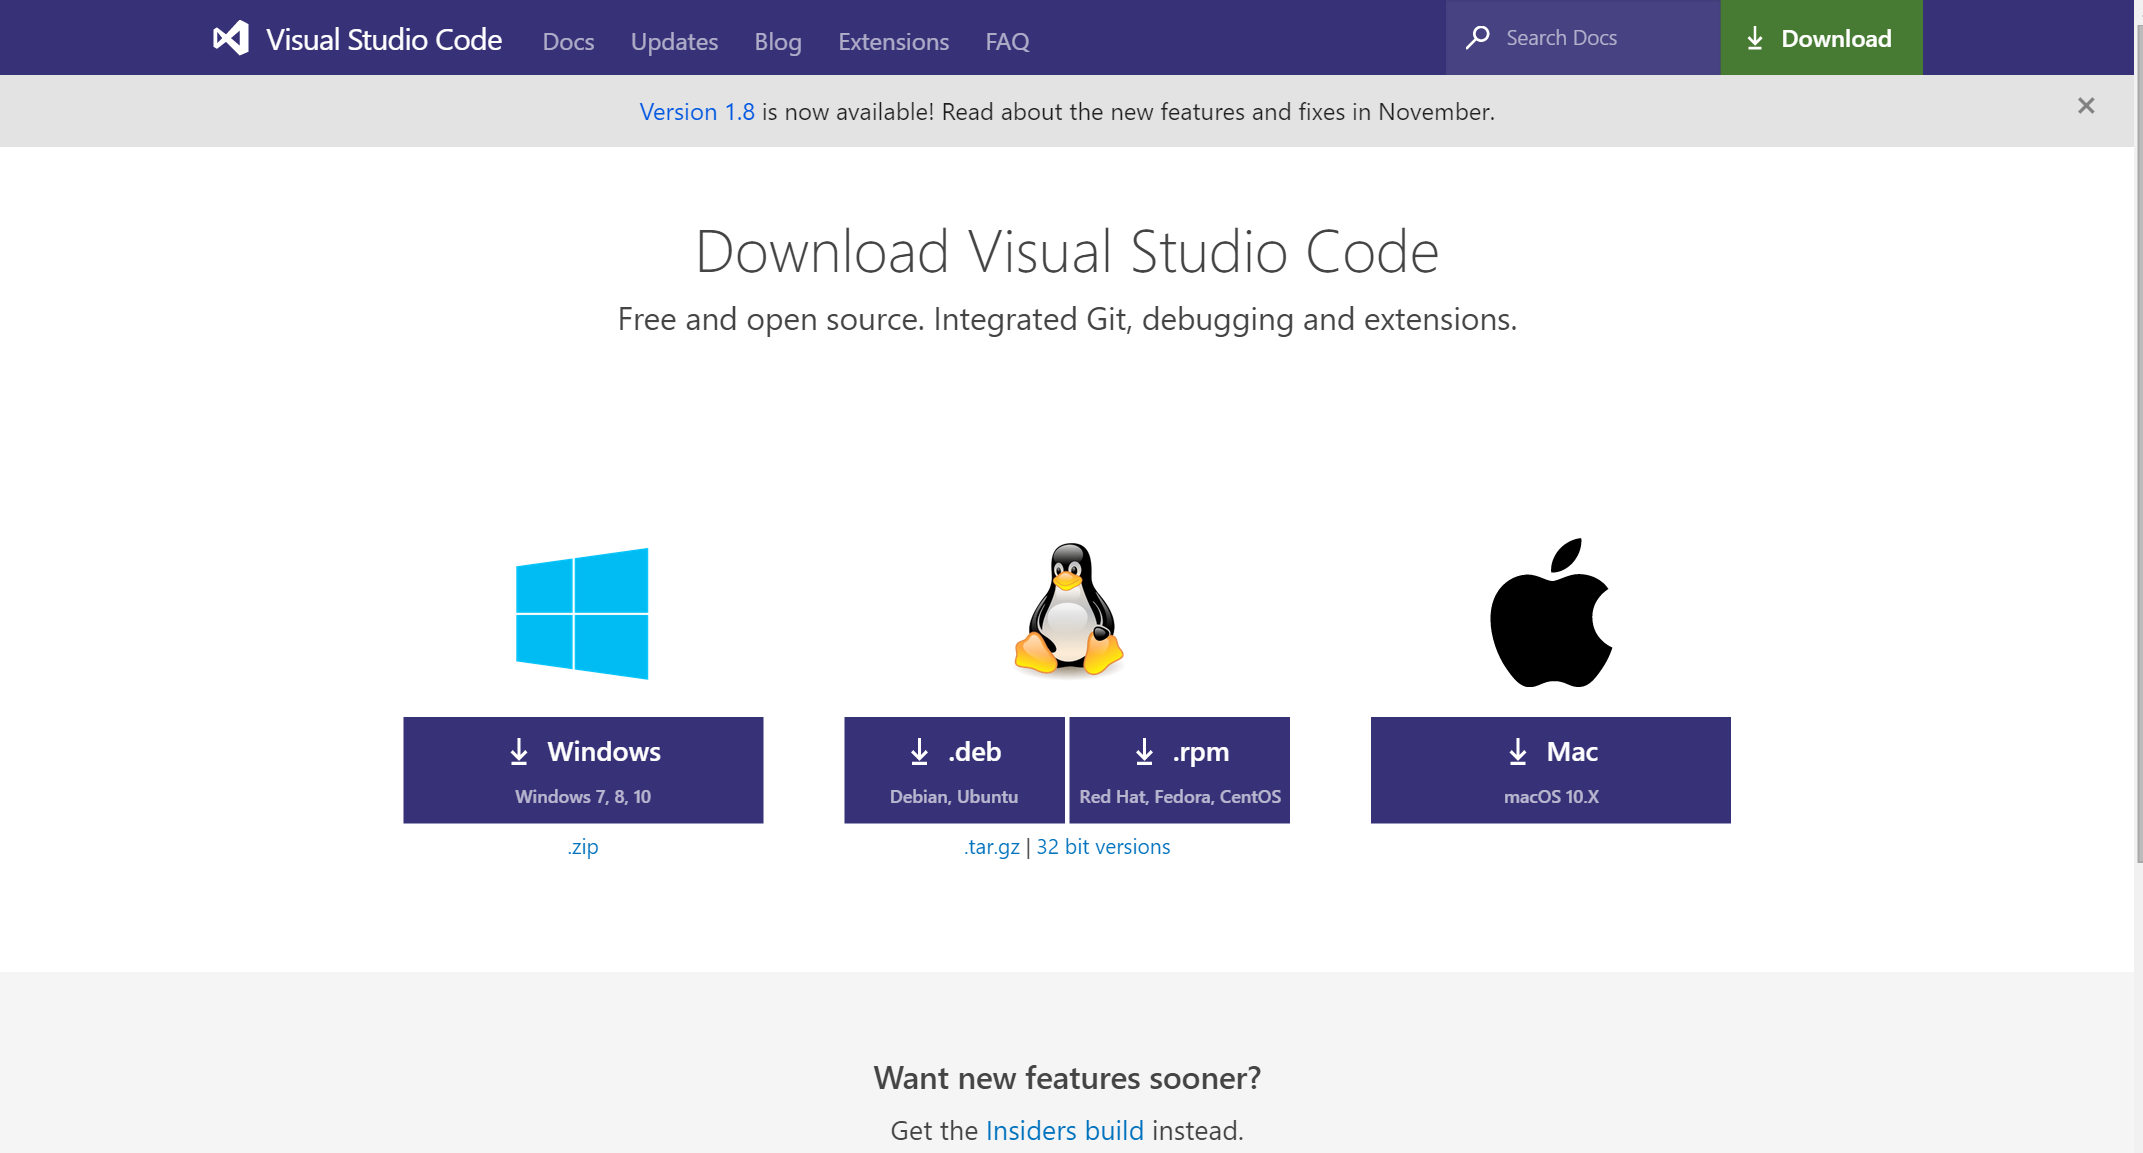 Visual Studio Code Docs Updates Blog Extensions FAQ Search Docs Download
Version 1.8 is now available! Read about the new features and fixes in November.
Download Visual Studio Code
Free and open source. Integrated Git, debugging and extensions.
Windows
Windows 7, 8, 10
.zip
.deb
Debian, Ubuntu
.rpm
Red Hat, Fedora, CentOS
.tar.gz | 32 bit versions
Mac
macOS 10.X
Want new features sooner?
Get the Insiders build instead.